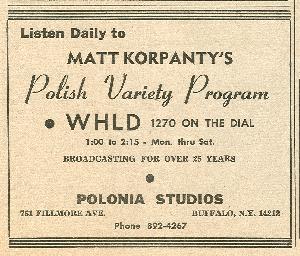 Listen Daily to
MATT KORPANTY'S
Polish Variety Program
• WHLD 1270 ON THE DIAL
1:00 to 2:15 - Mon. thru Sat.
BROADCASTING FOR OVER 25 YEARS
•
POLONIA STUDIOS
761 FILLMORE AVE. BUFFALO, N.Y. 14212
Phone 892-4267